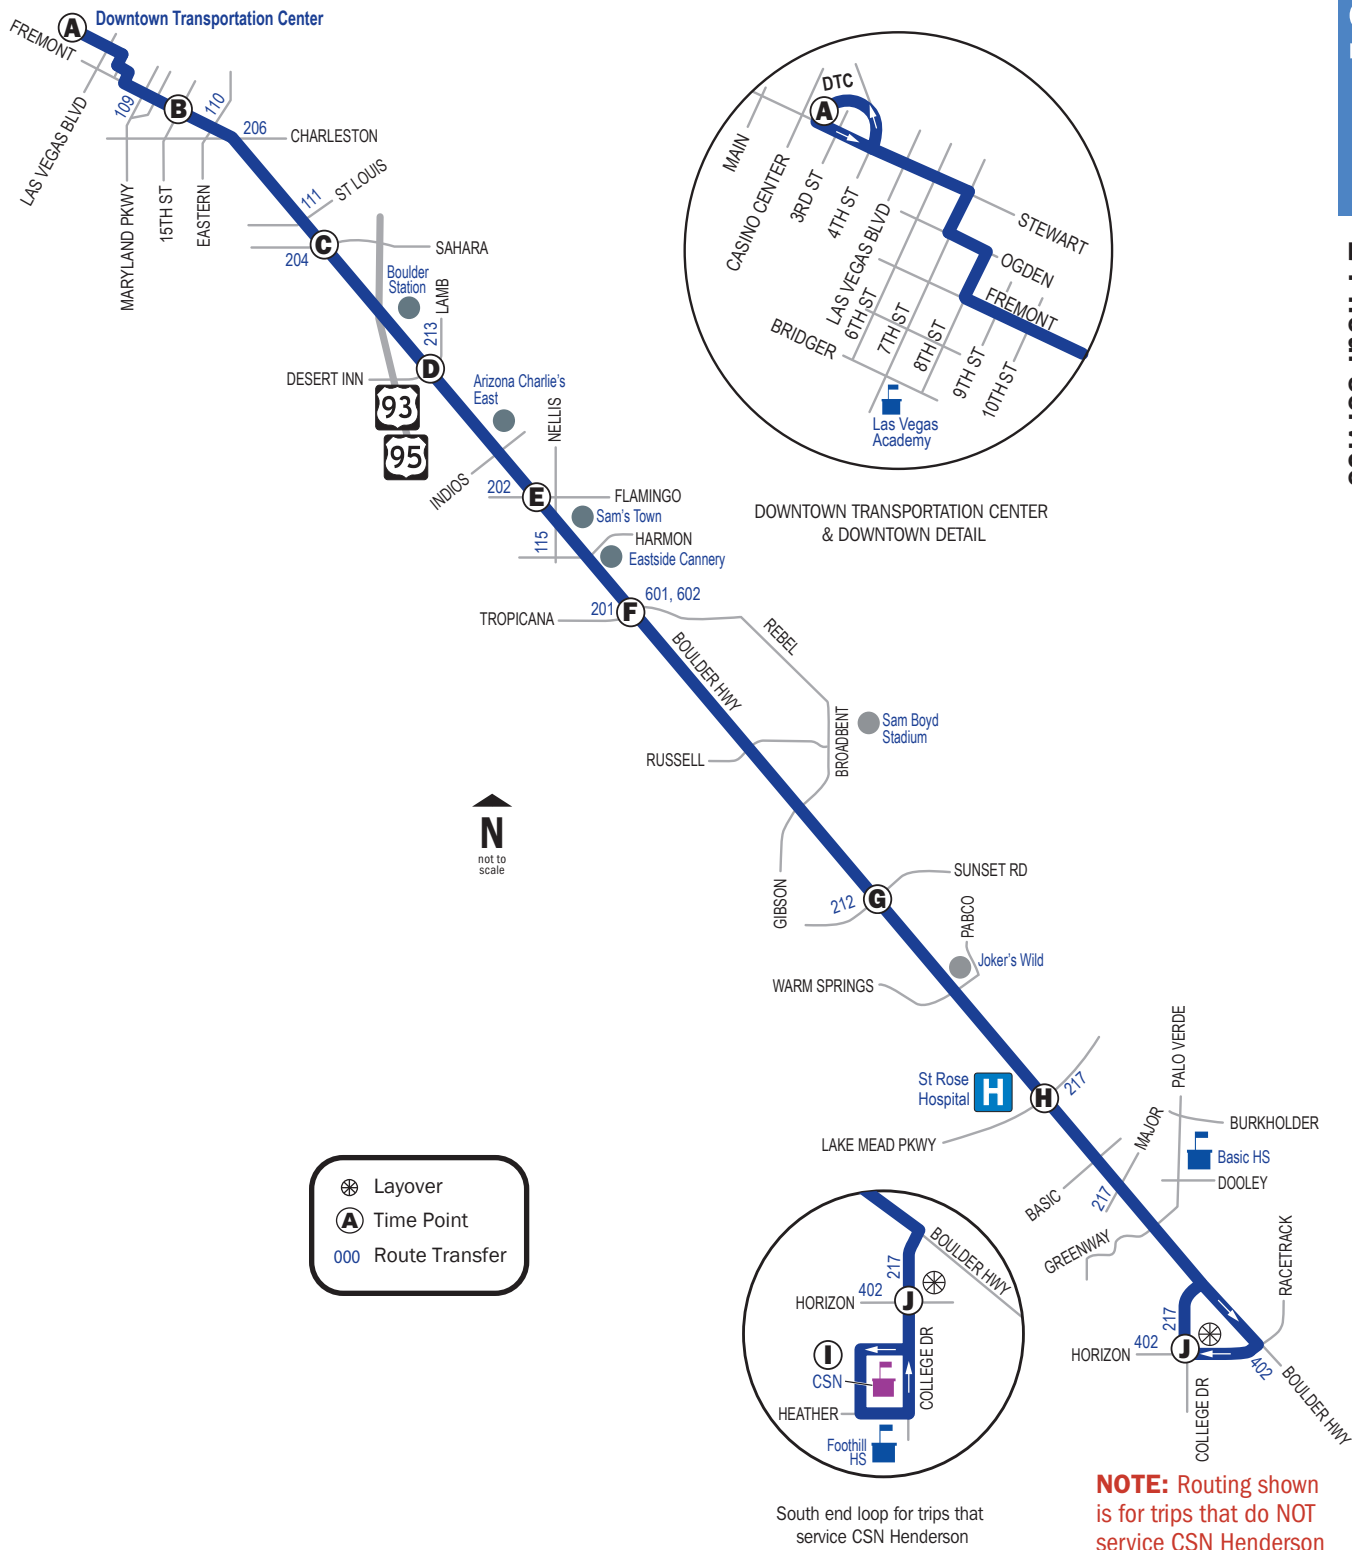 A
Downtown Transportation Center
FREMONT
LAS VEGAS BLVD
109
B
110
206
CHARLESTON
MARYLAND PKWY
15TH ST
EASTERN
111
ST LOUIS
C
204
SAHARA
Boulder
Station
LAMB
213
D
DESERT INN
93
95
Arizona Charlie's
East
NELLIS
INDIOS
202
E
FLAMINGO
Sam's Town
115
HARMON
Eastside Cannery
601, 602
201
F
TROPICANA
REBEL
BOULDER HWY
BROADBENT
Sam Boyd
Stadium
RUSSELL
N
not to
scale
GIBSON
SUNSET RD
212
G
PABCO
Joker's Wild
WARM SPRINGS
St Rose
Hospital
H
H
217
LAKE MEAD PKWY
PALO VERDE
MAJOR
BURKHOLDER
Basic HS
DOOLEY
BASIC
217
GREENWAY
RACETRACK
217
402
HORIZON
J
402
BOULDER HWY
COLLEGE DR
NOTE: Routing shown
is for trips that do NOT
service CSN Henderson
DTC
A
MAIN
CASINO CENTER
3RD ST
4TH ST
LAS VEGAS BLVD
6TH ST
7TH ST
8TH ST
9TH ST
10TH ST
STEWART
OGDEN
FREMONT
BRIDGER
Las Vegas
Academy
DOWNTOWN TRANSPORTATION CENTER
& DOWNTOWN DETAIL
Layover
A
Time Point
000
Route Transfer
BOULDER HWY
217
402
HORIZON
J
I
CSN
COLLEGE DR
HEATHER
Foothill
HS
South end loop for trips that
service CSN Henderson